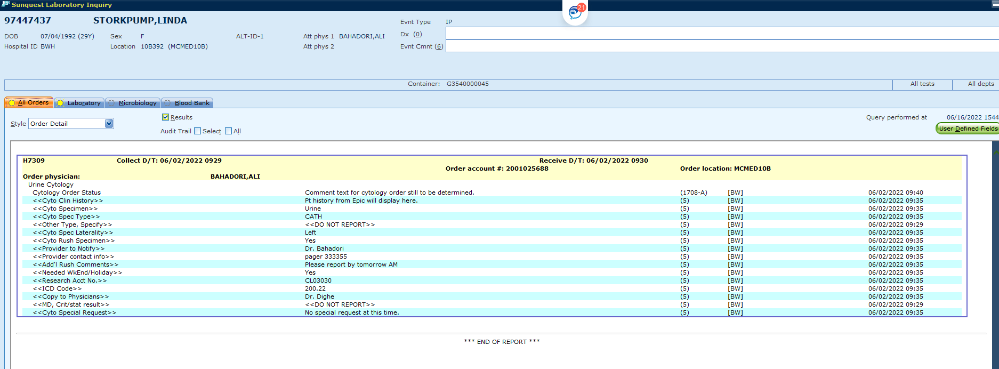 Sunquest Laboratory Inquiry
21
97447437 STORKPUMP,LINDA
Evnt Type IP
DOB 07/04/1992 (29Y) Sex F ALT-ID-1 Att phys 1 BAHADORI,ALI Dx (0)
Hospital ID BWH Location 10B392 (MCMED10B) Att phys 2 Evnt Cmnt (6)
Container: G3540000045 All tests All depts
All Orders Laboratory Microbiology Blood Bank
Style Order Detail Results Query performed at 06/16/2022 1544
Audit Trail Select All User Defined Fields
H7309 Collect D/T: 06/02/2022 0929 Receive D/T: 06/02/2022 0930
Order account #: 2001025688 Order location: MCMED10B
Order physician: BAHADORI,ALI
Urine Cytology
Cytology Order Status Comment text for cytology order still to be determined. (1708-A) [BW] 06/02/2022 09:40
<<Cyto Clin History>> Pt history from Epic will display here. (5) [BW] 06/02/2022 09:35
<<Cyto Specimen>> Urine (5) [BW] 06/02/2022 09:35
<<Cyto Spec Type>> CATH (5) [BW] 06/02/2022 09:35
<<Other Type, Specify>> <<DO NOT REPORT>> (5) [BW] 06/02/2022 09:29
<<Cyto Spec Laterality>> Left (5) [BW] 06/02/2022 09:35
<<Cyto Rush Specimen>> Yes (5) [BW] 06/02/2022 09:35
<<Provider to Notify>> Dr. Bahadori (5) [BW] 06/02/2022 09:35
<<Provider contact info>> pager 333355 (5) [BW] 06/02/2022 09:35
<<Add'l Rush Comments>> Please report by tomorrow AM (5) [BW] 06/02/2022 09:35
<<Needed WkEnd/Holiday>> Yes (5) [BW] 06/02/2022 09:35
<<Research Acct No.>> CL03030 (5) [BW] 06/02/2022 09:35
<<ICD Code>> 200.22 (5) [BW] 06/02/2022 09:35
<<Copy to Physicians>> Dr. Dighe (5) [BW] 06/02/2022 09:35
<<MD, Crit/stat result>> <<DO NOT REPORT>> (5) [BW] 06/02/2022 09:29
<<Cyto Special Request>> No special request at this time. (5) [BW] 06/02/2022 09:35
*** END OF REPORT ***